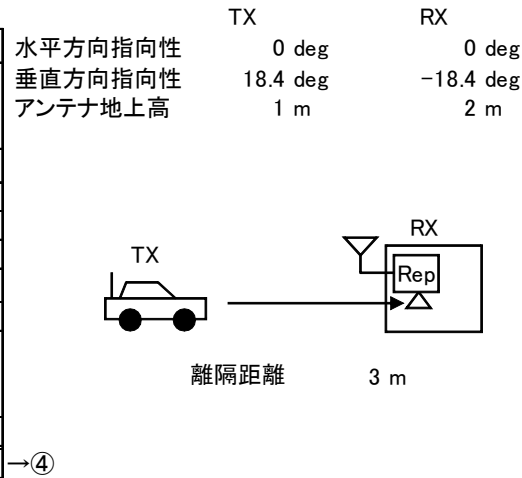 TX RX
水平方向指向性 0 deg 0 deg
垂直方向指向性 18.4 deg -18.4 deg
アンテナ地上高 1 m 2 m
RX
TX
Rep
離隔距離 3 m
→④